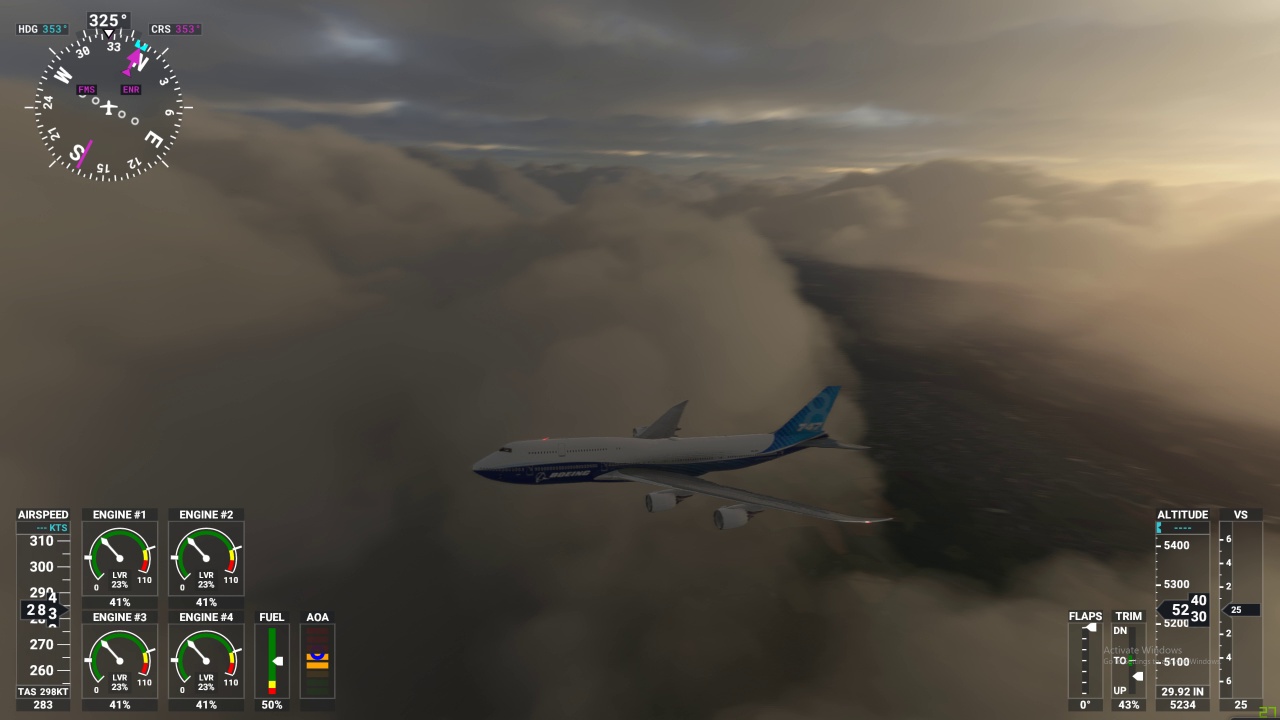 325°
HDG 353°
CRS 353°
30 33 N 3 6 E 12 15 S 21 24 W
FMS ENR
747
BOEING
AIRSPEED
--- KTS
310
300
290
283
270
260
TAS 298KT
283
ENGINE #1
LVR
23%
0 110
41%
ENGINE #2
LVR
23%
0 110
41%
ENGINE #3
LVR
23%
0 110
41%
ENGINE #4
LVR
23%
0 110
41%
FUEL
50%
AOA
FLAPS
0°
TRIM
DN
TO
UP
43%
ALTITUDE
----
5400
5300
52 40
30
5200
5100
29.92 IN
5234
VS
6
4
2
25
2
4
6
25
Activate Windows
27